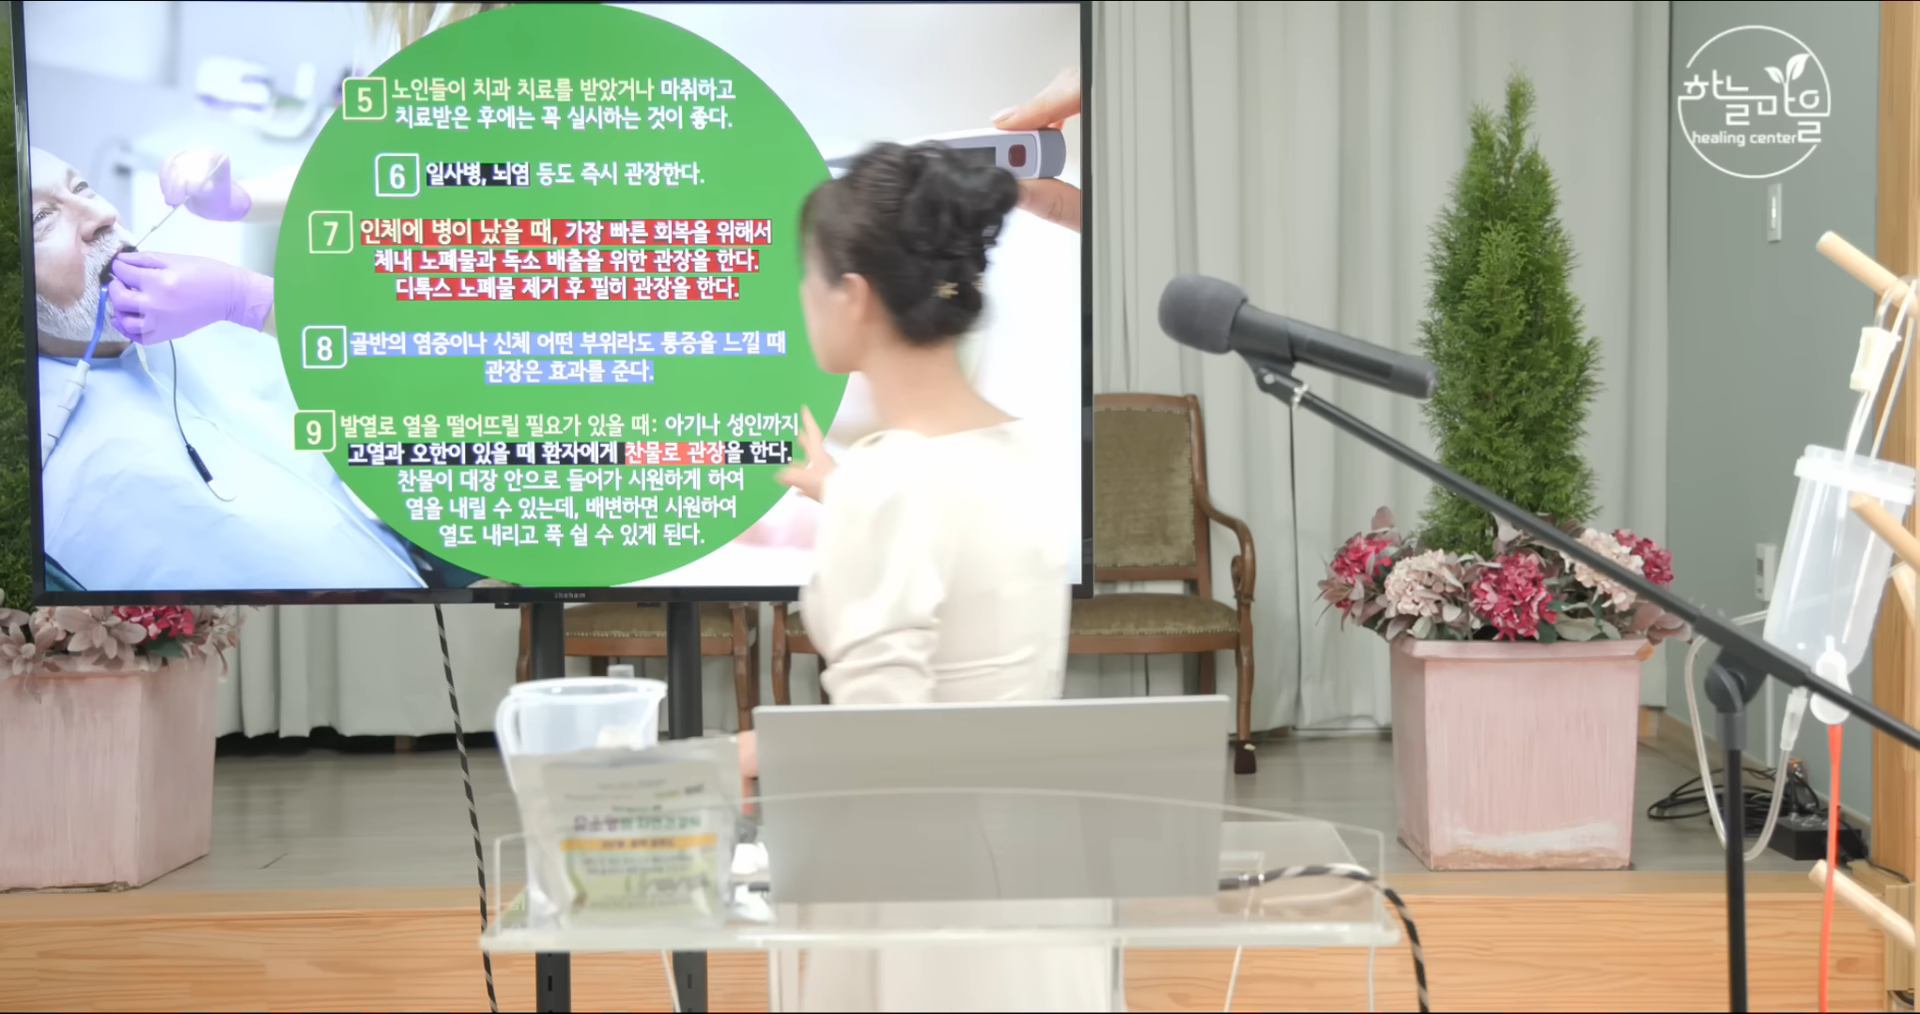 5 노인들이 치과 치료를 받았거나 마취하고
치료받은 후에는 꼭 실시하는 것이 좋다.
6 일사병, 뇌염 등도 즉시 관장한다.
7 인체에 병이 났을 때, 가장 빠른 회복을 위해서
체내 노폐물과 독소 배출을 위한 관장을 한다.
디톡스 노폐물 제거 후 필히 관장을 한다.
8 골반의 염증이나 신체 어떤 부위라도 통증을 느낄 때
관장은 효과를 준다.
9 발열로 열을 떨어뜨릴 필요가 있을 때: 아기나 성인까지
고열과 오한이 있을 때 환자에게 찬물로 관장을 한다.
찬물이 대장 안으로 들어가 시원하게 하여
열을 내릴 수 있는데, 배변하면 시원하여
열도 내리고 푹 쉴 수 있게 된다.
하늘마을
healing center